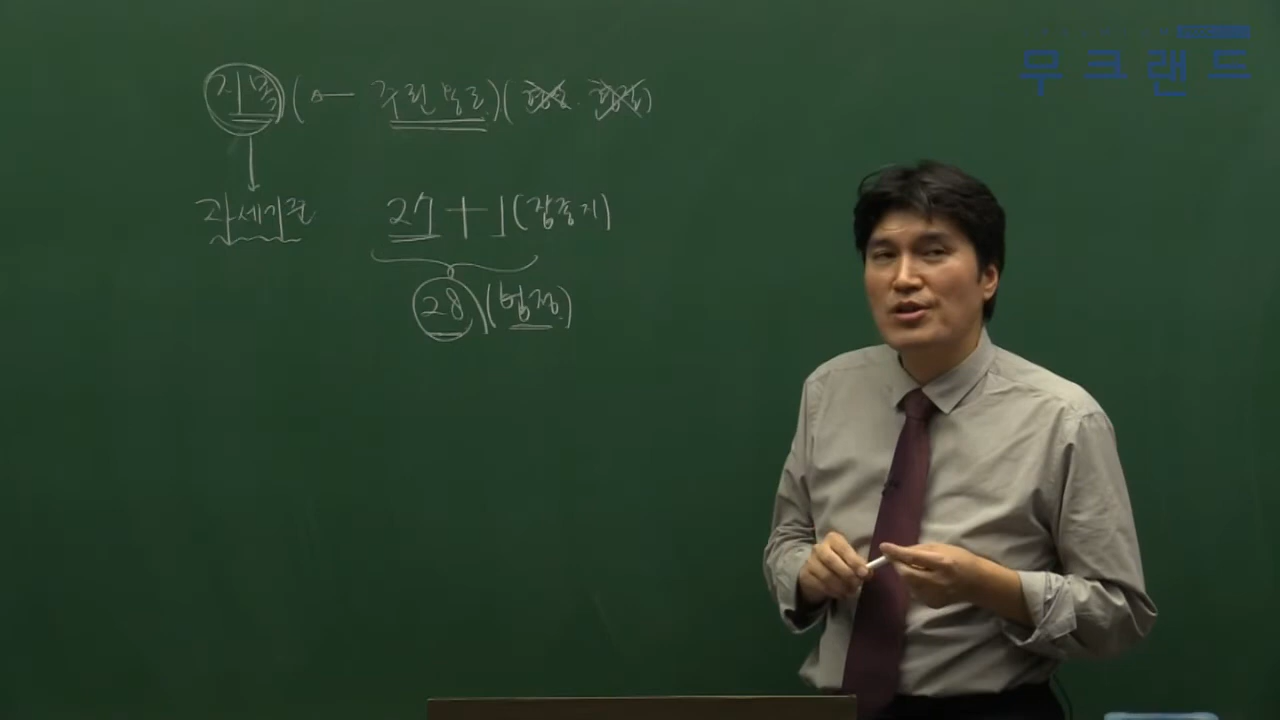 무크랜드
지목 (← 주된 용도) (
과세기준 27 + 1 (잡종지)
28 (법정)